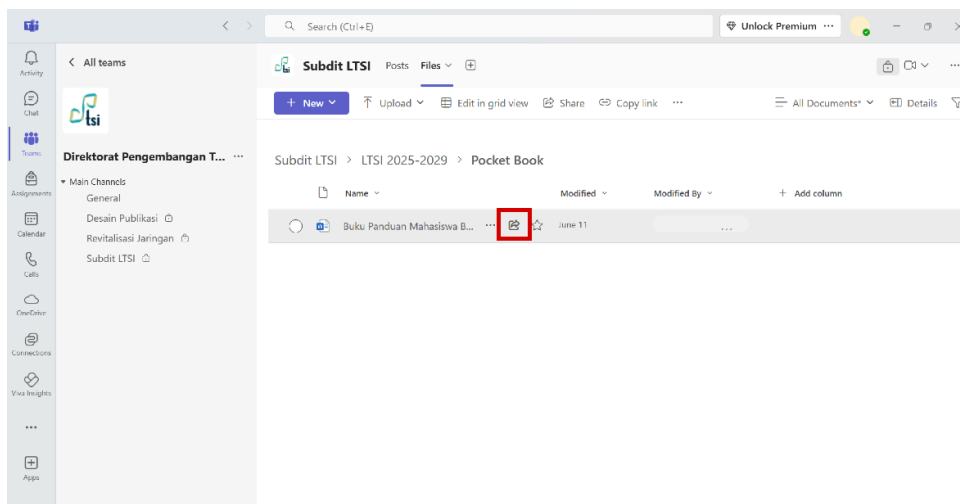 Search (Ctrl+E)
Unlock Premium ...
Activity
Chat
Teams
Assignments
Calendar
Calls
OneDrive
Connections
Viva Insights
...
Apps
All teams
ltsi
Direktorat Pengembangan T... ...
Main Channels
General
Desain Publikasi
Revitalisasi Jaringan
Subdit LTSI
ltsi Subdit LTSI Posts Files
...
+ New Upload Edit in grid view Share Copy link ... All Documents* Details
Subdit LTSI > LTSI 2025-2029 > Pocket Book
Name Modified Modified By + Add column
Buku Panduan Mahasiswa B... ... June 11 ...